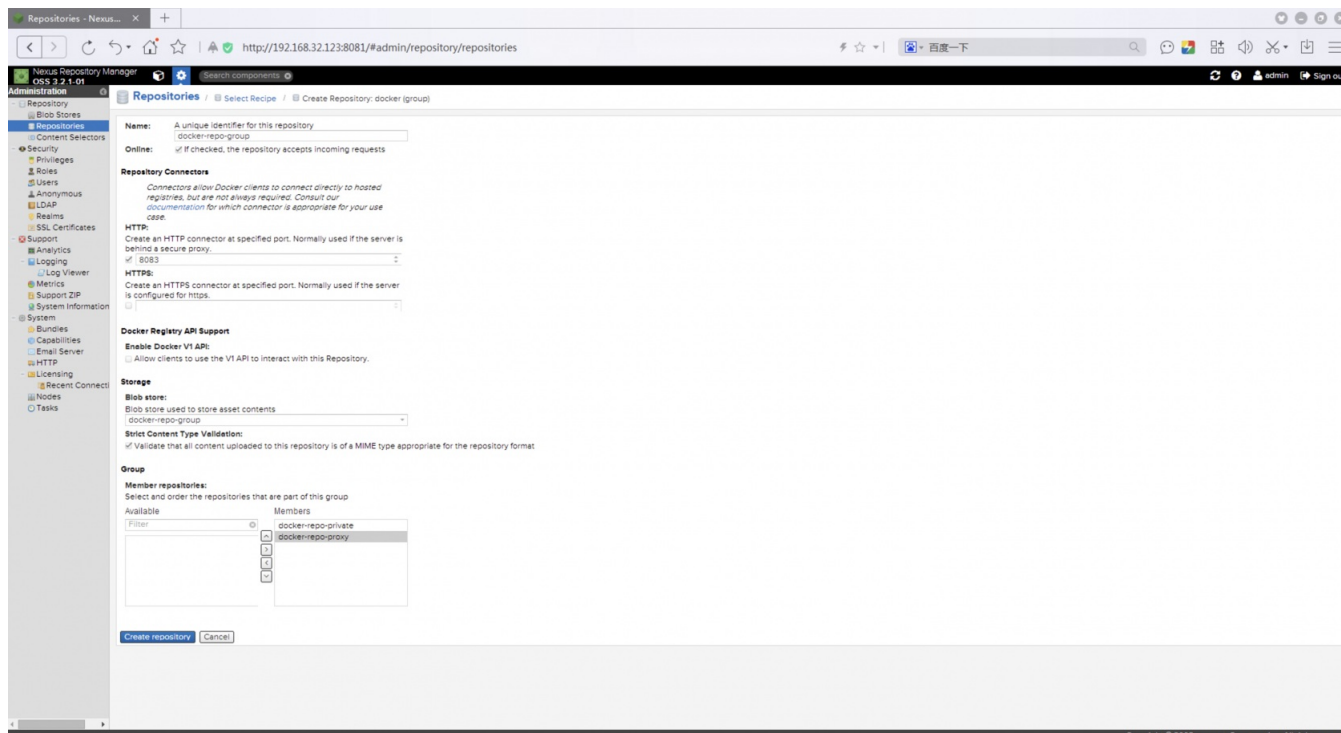 Repositories - Nexus...
http://192.168.32.123:8081/#admin/repository/repositories
百度一下
Nexus Repository Manager
OSS 3.2.1-01
Search components
admin
Sign ou
Administration
Repositories / Select Recipe / Create Repository: docker (group)
Repository
Blob Stores
Repositories
Content Selectors
Security
Privileges
Roles
Users
Anonymous
LDAP
Realms
SSL Certificates
Support
Analytics
Logging
Log Viewer
Metrics
Support ZIP
System Information
System
Bundles
Capabilities
Email Server
HTTP
Licensing
Recent Connecti
Nodes
Tasks
Name: A unique identifier for this repository
docker-repo-group
Online: If checked, the repository accepts incoming requests
Repository Connectors
Connectors allow Docker clients to connect directly to hosted
registries, but are not always required. Consult our
documentation for which connector is appropriate for your use
case.
HTTP:
Create an HTTP connector at specified port. Normally used if the server is
behind a secure proxy.
8083
HTTPS:
Create an HTTPS connector at specified port. Normally used if the server
is configured for https.
Docker Registry API Support
Enable Docker V1 API:
Allow clients to use the V1 API to interact with this Repository.
Storage
Blob store:
Blob store used to store asset contents
docker-repo-group
Strict Content Type Validation:
Validate that all content uploaded to this repository is of a MIME type appropriate for the repository format
Group
Member repositories:
Select and order the repositories that are part of this group
Available Members
Filter
docker-repo-private
docker-repo-proxy
Create repository Cancel